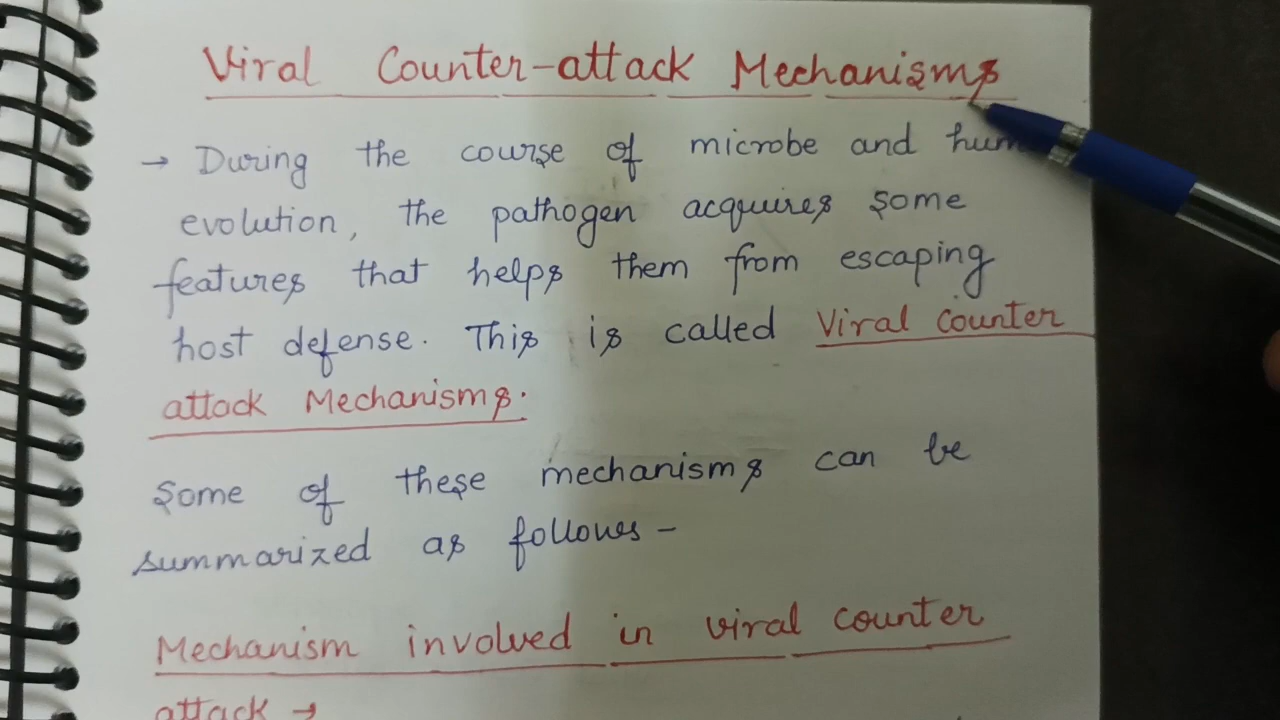 Viral Counter-attack Mechanisms
→ During the course of microbe and hum
evolution, the pathogen acquires some
features that helps them from escaping
host defense. This is called Viral Counter
attack Mechanisms.
Some of these mechanisms can be
summarized as follows -
Mechanism involved in viral counter
attack →